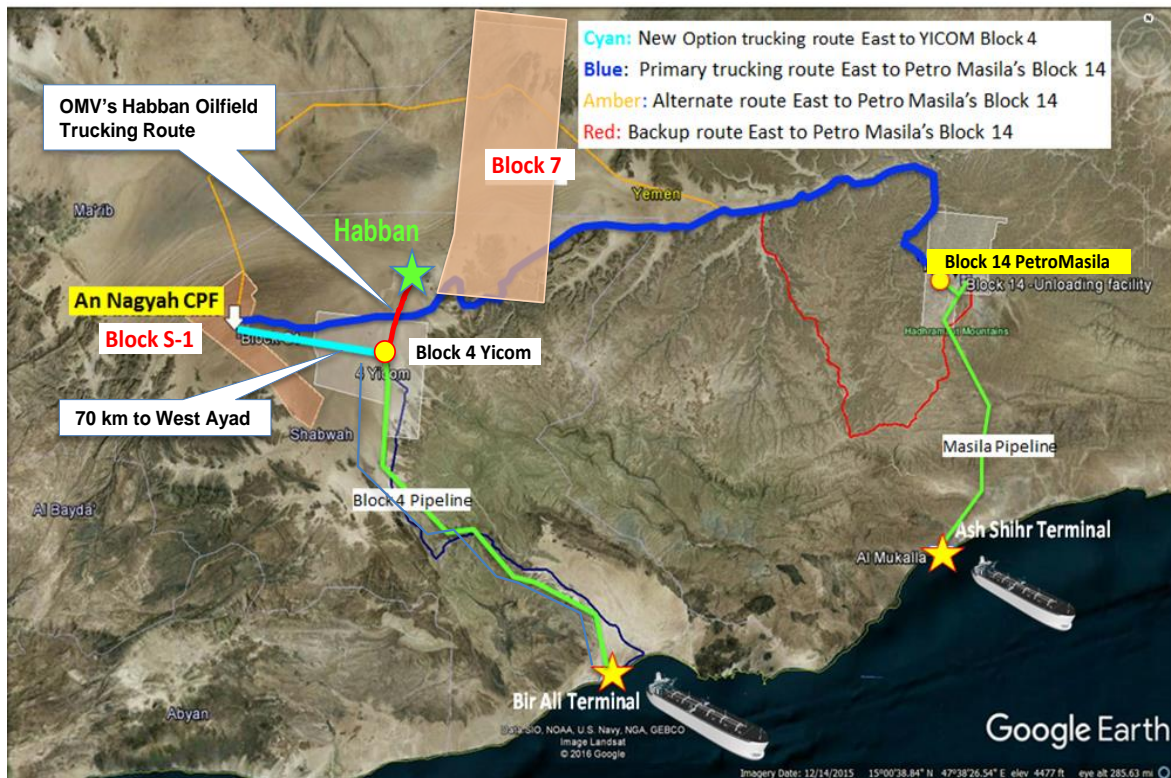 Cyan: New Option trucking route East to YICOM Block 4
Blue: Primary trucking route East to Petro Masila's Block 14
Amber: Alternate route East to Petro Masila's Block 14
Red: Backup route East to Petro Masila's Block 14
OMV's Habban Oilfield
Trucking Route
Block 7
Yemen
Ma'rib
Habban
Block 14 PetroMasila
Block 14 -Unloading facility
An Nagyah CPF
Block S-1
Hadhramaut Mountains
Block 4 Yicom
4 Yicom
70 km to West Ayad
Shabwah
Masila Pipeline
Block 4 Pipeline
Al Bayda'
Ash Shihr Terminal
Al Mukalla
Bir Ali Terminal
Abyan
Data SIO, NOAA, U.S. Navy, NGA, GEBCO
Image Landsat
© 2016 Google
Google Earth
Imagery Date: 12/14/2015 15°00'38.84" N 47°38'26.54" E elev 4477 ft eye alt 285.63 mi